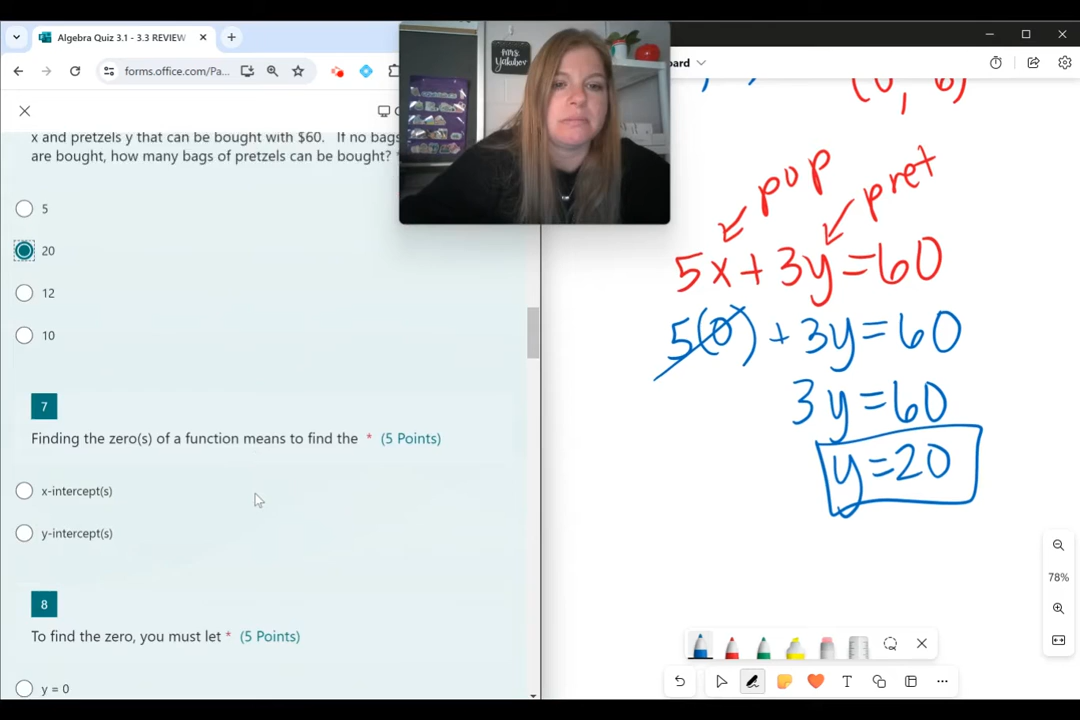 Algebra Quiz 3.1 - 3.3 REVIEW
forms.office.com/Pa...
x and pretzels y that can be bought with $60. If no bags
are bought, how many bags of pretzels can be bought?
5
20
12
10
7
Finding the zero(s) of a function means to find the * (5 Points)
x-intercept(s)
y-intercept(s)
8
To find the zero, you must let * (5 Points)
y = 0
Mrs.
Yakubov
pop
pret
5x + 3y = 60
5(0) + 3y = 60
3y = 60
y = 20
78%